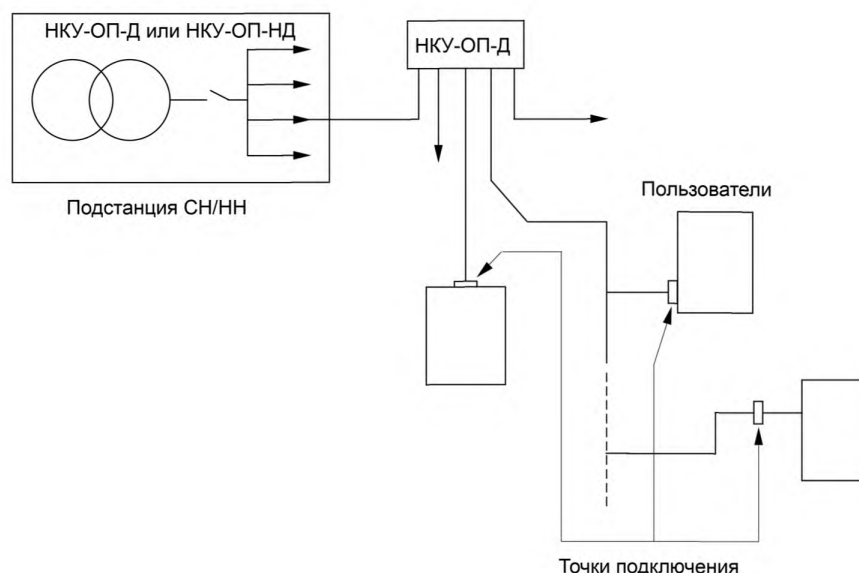 НКУ-ОП-Д или НКУ-ОП-НД
НКУ-ОП-Д
Подстанция СН/НН
Пользователи
Точки подключения